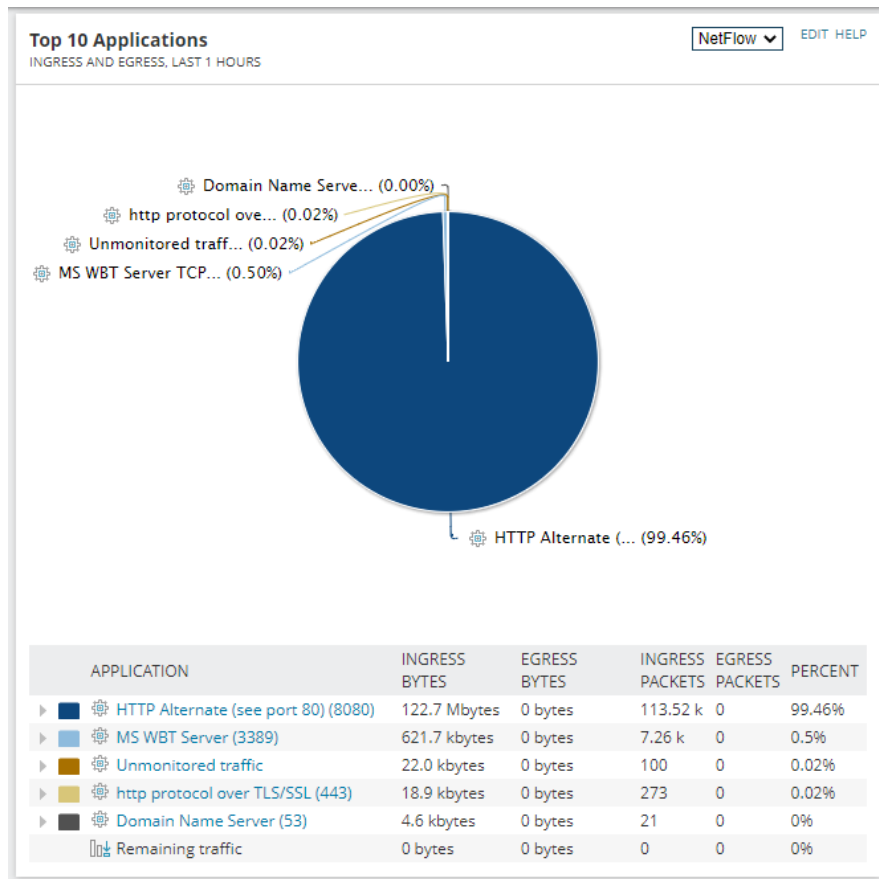 Top 10 Applications
NetFlow
EDIT HELP
INGRESS AND EGRESS, LAST 1 HOURS
Domain Name Serve... (0.00%)
http protocol ove... (0.02%)
Unmonitored traff... (0.02%)
MS WBT Server TCP... (0.50%)
HTTP Alternate (... (99.46%)
APPLICATION INGRESS BYTES EGRESS BYTES INGRESS PACKETS EGRESS PACKETS PERCENT
HTTP Alternate (see port 80) (8080) 122.7 Mbytes 0 bytes 113.52 k 0 99.46%
MS WBT Server (3389) 621.7 kbytes 0 bytes 7.26 k 0 0.5%
Unmonitored traffic 22.0 kbytes 0 bytes 100 0 0.02%
http protocol over TLS/SSL (443) 18.9 kbytes 0 bytes 273 0 0.02%
Domain Name Server (53) 4.6 kbytes 0 bytes 21 0 0%
Remaining traffic 0 bytes 0 bytes 0 0 0%